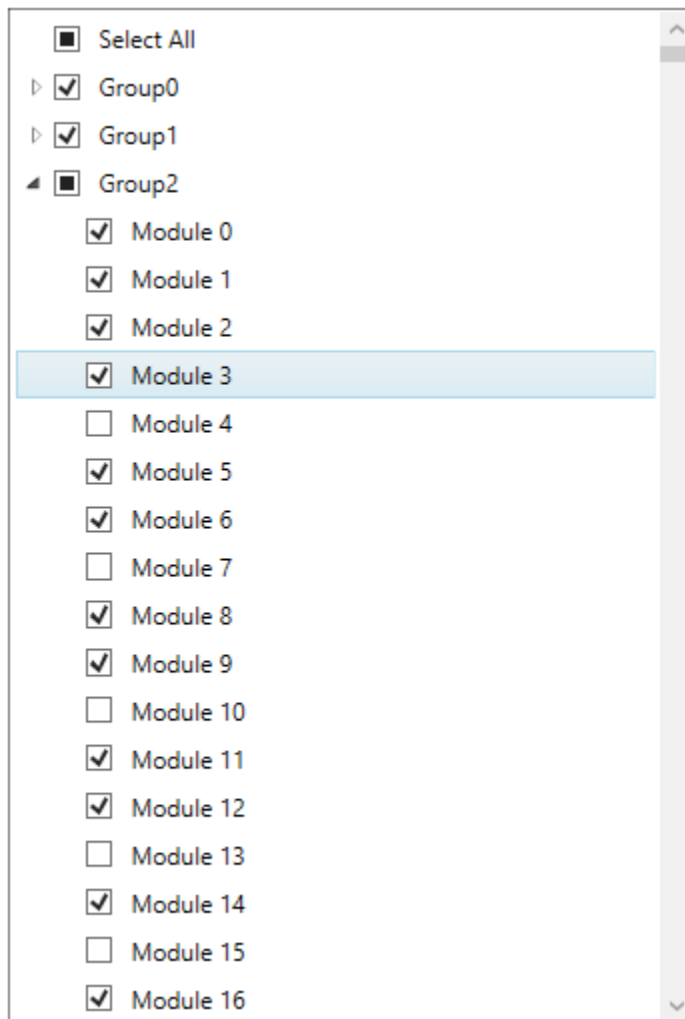 Select All
Group0
Group1
Group2
Module 0
Module 1
Module 2
Module 3
Module 4
Module 5
Module 6
Module 7
Module 8
Module 9
Module 10
Module 11
Module 12
Module 13
Module 14
Module 15
Module 16